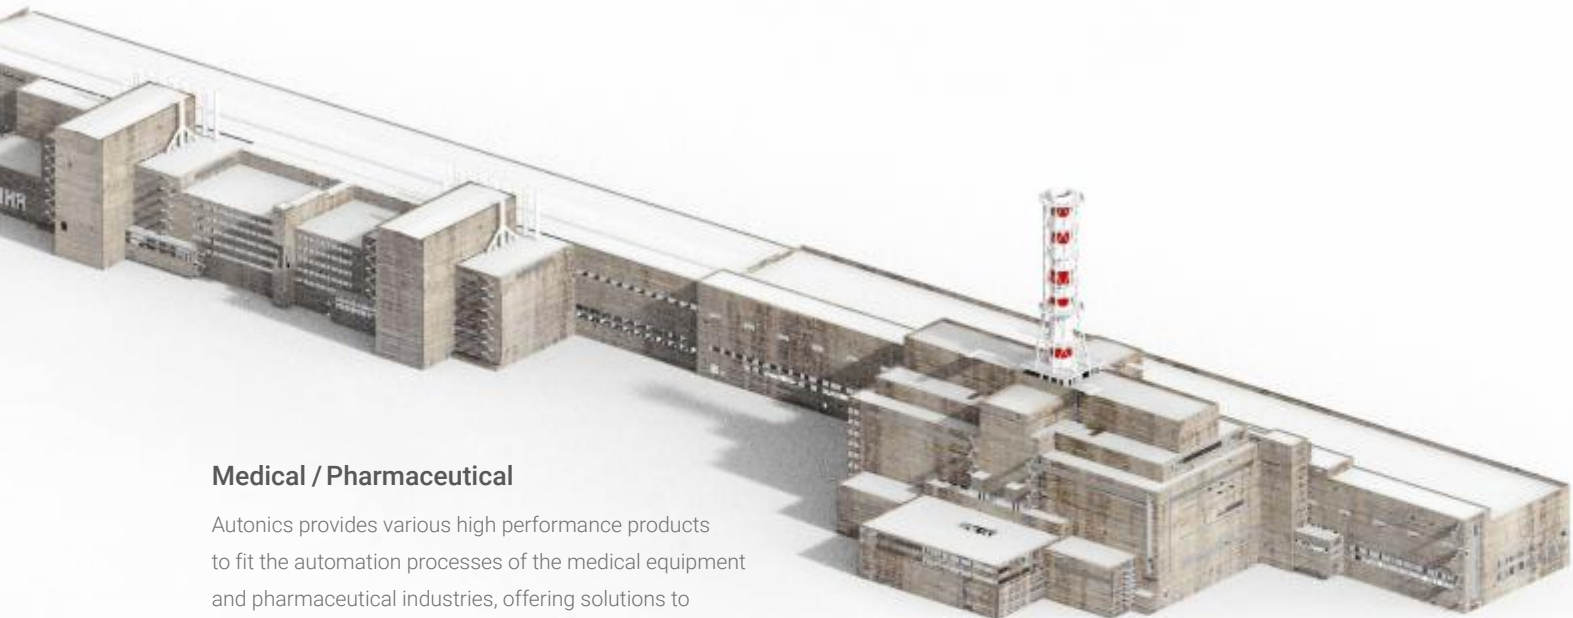 Medical / Pharmaceutical
Autonics provides various high performance products
to fit the automation processes of the medical equipment
and pharmaceutical industries, offering solutions to